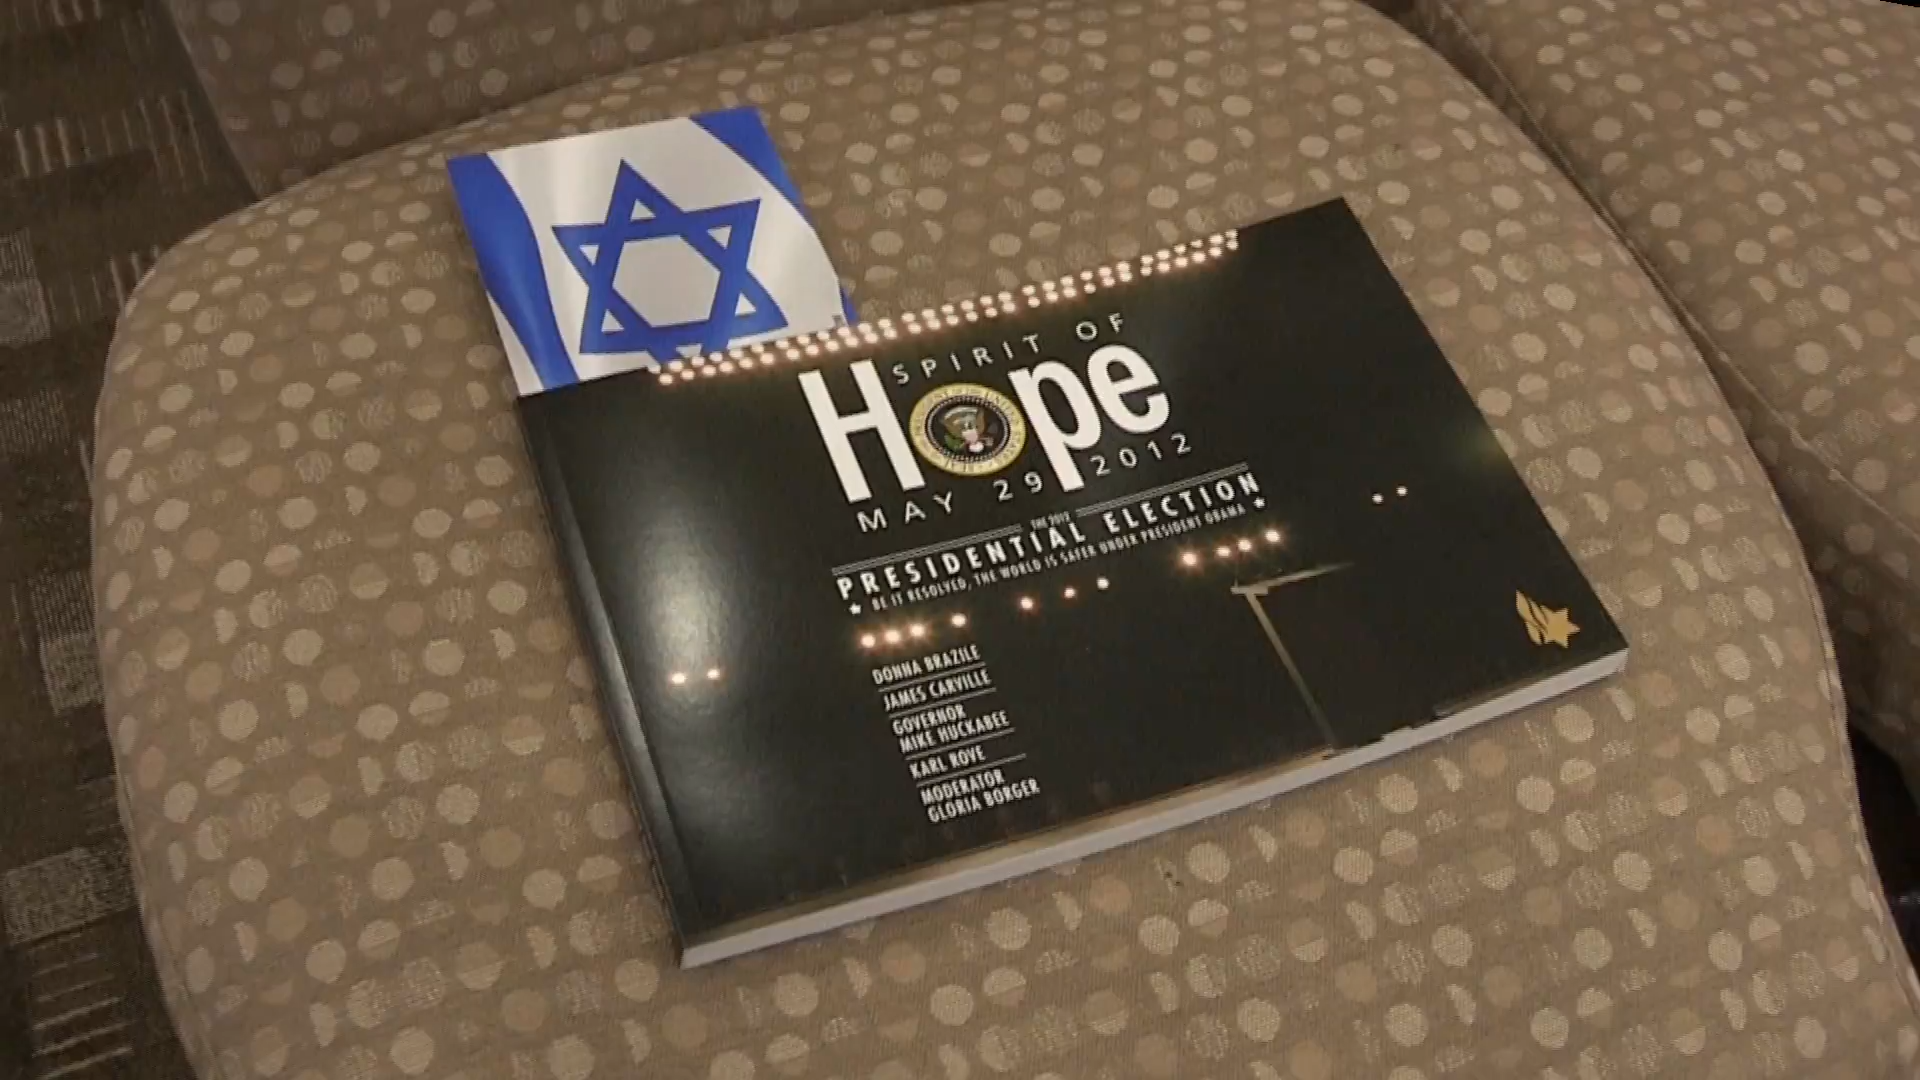 SPIRIT OF
Hope
MAY 29 2012
THE 2012
PRESIDENTIAL ELECTION
BE IT RESOLVED, THE WORLD IS SAFER UNDER PRESIDENT OBAMA
DONNA BRAZILE
JAMES CARVILLE
GOVERNOR
MIKE HUCKABEE
KARL ROVE
MODERATOR
GLORIA BORGER